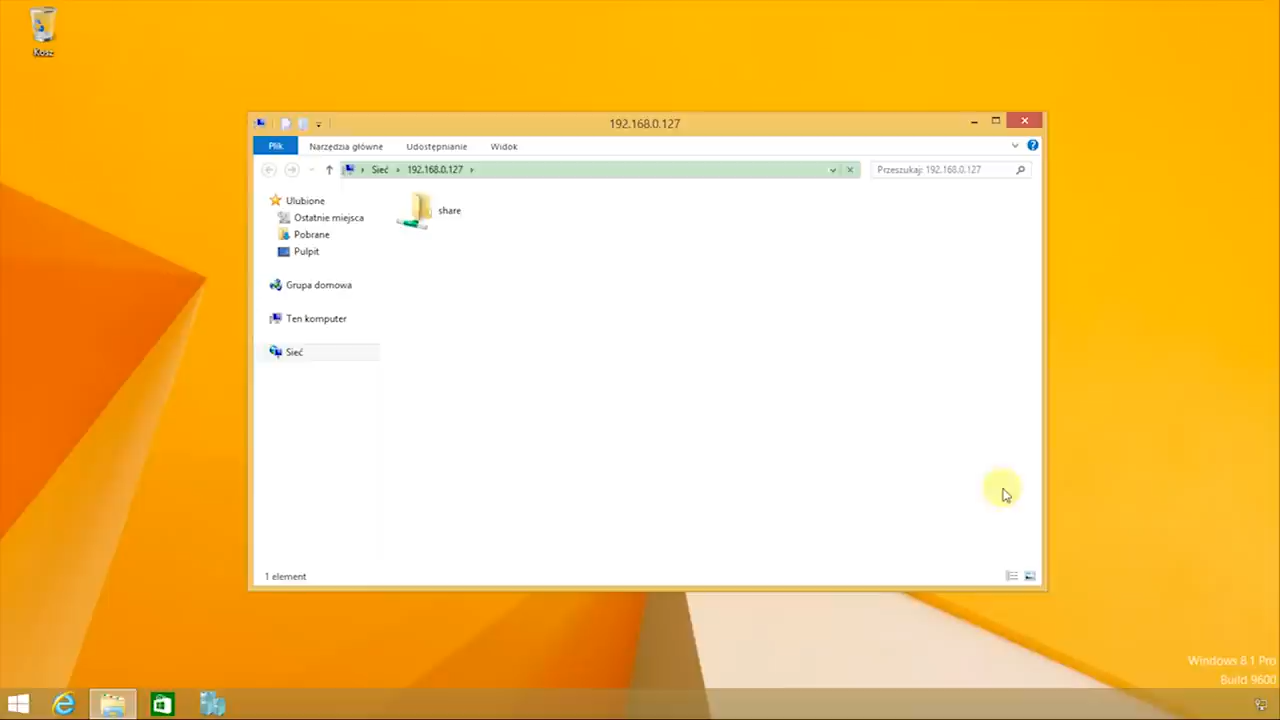 Kosz
192.168.0.127
Plik Narzędzia główne Udostępnianie Widok
Sieć 192.168.0.127 Przeszukaj: 192.168.0.127
Ulubione
Ostatnie miejsca
Pobrane
Pulpit
Grupa domowa
Ten komputer
Sieć
share
1 element
Windows 8.1 Pro
Build 9600